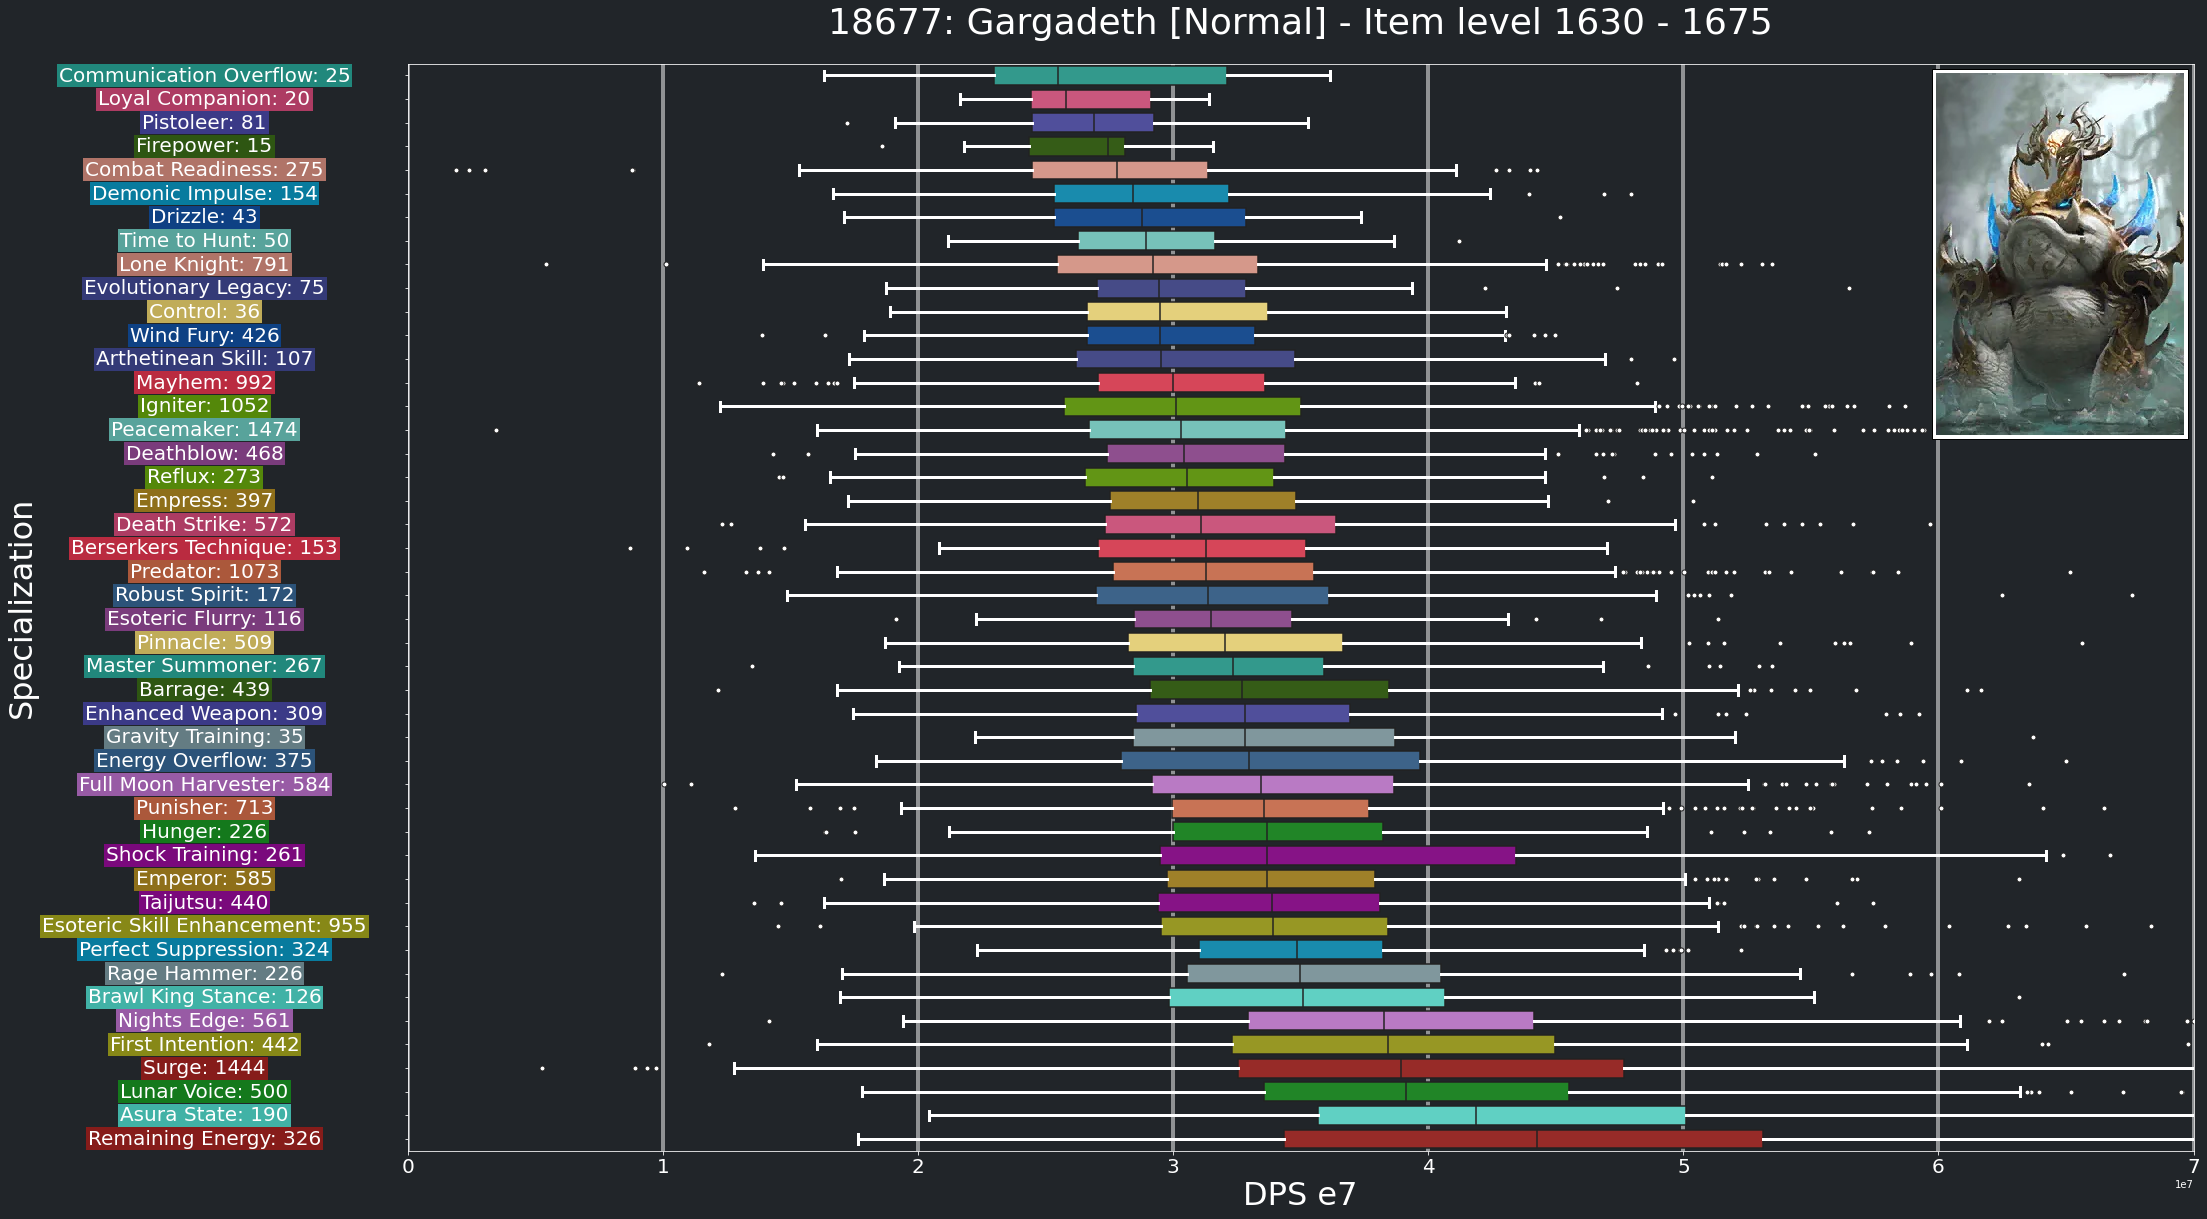 18677: Gargadeth [Normal] - Item level 1630 - 1675
Communication Overflow: 25
Loyal Companion: 20
Pistoleer: 81
Firepower: 15
Combat Readiness: 275
Demonic Impulse: 154
Drizzle: 43
Time to Hunt: 50
Lone Knight: 791
Evolutionary Legacy: 75
Control: 36
Wind Fury: 426
Arthetinean Skill: 107
Mayhem: 992
Igniter: 1052
Peacemaker: 1474
Deathblow: 468
Reflux: 273
Empress: 397
Death Strike: 572
Berserkers Technique: 153
Predator: 1073
Robust Spirit: 172
Esoteric Flurry: 116
Pinnacle: 509
Master Summoner: 267
Barrage: 439
Enhanced Weapon: 309
Gravity Training: 35
Energy Overflow: 375
Full Moon Harvester: 584
Punisher: 713
Hunger: 226
Shock Training: 261
Emperor: 585
Taijutsu: 440
Esoteric Skill Enhancement: 955
Perfect Suppression: 324
Rage Hammer: 226
Brawl King Stance: 126
Nights Edge: 561
First Intention: 442
Surge: 1444
Lunar Voice: 500
Asura State: 190
Remaining Energy: 326
Specialization
0 1 2 3 4 5 6 7
1e7
DPS e7